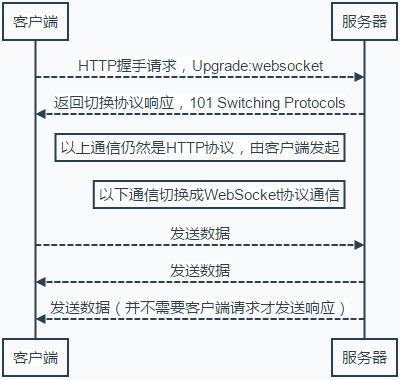 客户端 服务器
HTTP握手请求，Upgrade:websocket
返回切换协议响应，101 Switching Protocols
以上通信仍然是HTTP协议，由客户端发起
以下通信切换成WebSocket协议通信
发送数据
发送数据
发送数据（并不需要客户端请求才发送响应）
客户端 服务器